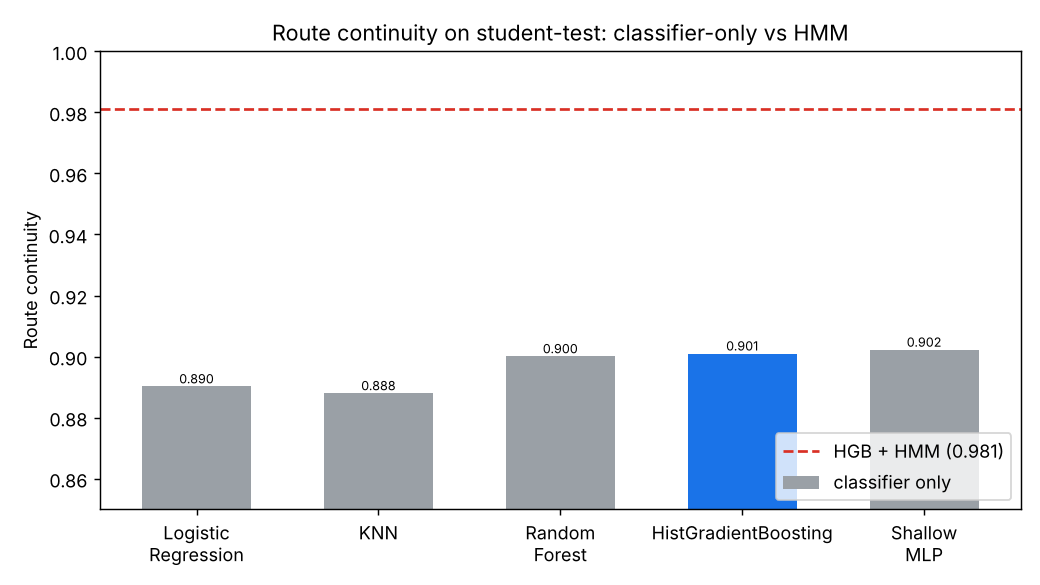 Route continuity on student-test: classifier-only vs HMM
Route continuity
1.00
0.98
0.96
0.94
0.92
0.90
0.88
0.86
0.890
0.888
0.900
0.901
0.902
HGB + HMM (0.981)
classifier only
Logistic
Regression
KNN
Random
Forest
HistGradientBoosting
Shallow
MLP